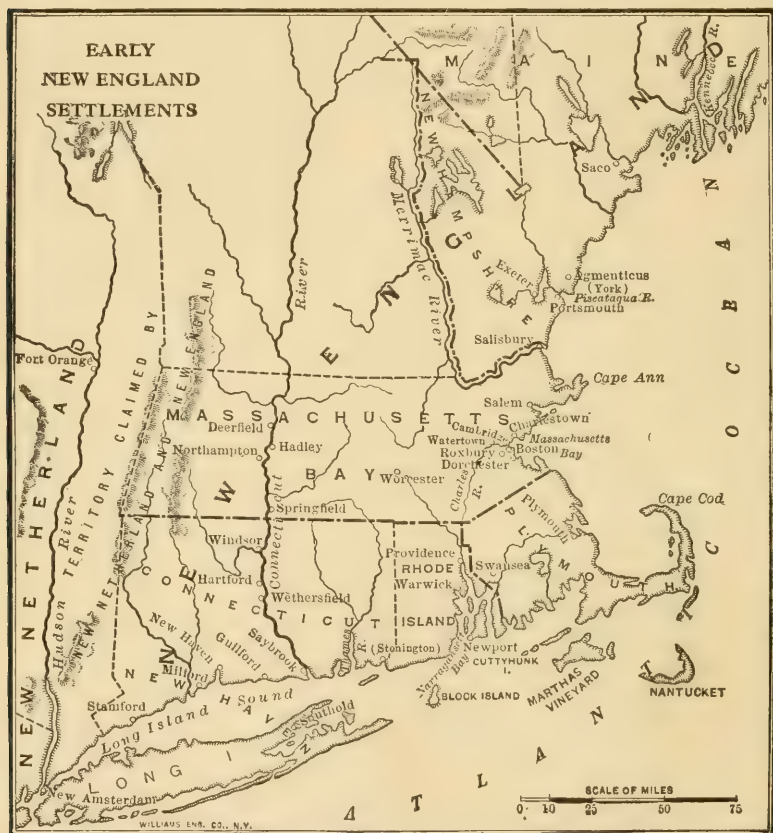 EARLY
NEW ENGLAND
SETTLEMENTS
MAINE
Kennebec R.
NEW HAMPSHIRE
Saco
Merrimac River
River
NEW ENGLAND
Exeter
Agmenticus
(York)
Piscataqua R.
Portsmouth
Salisbury
Fort Orange
NEW NETHERLAND
Hudson River
TERRITORY CLAIMED BY
NEW NETHERLAND AND NEW ENGLAND
Cape Ann
Salem
MASSACHUSETTS
BAY
Deerfield
Hadley
Northampton
Worcester
Cambridge
Charlestown
Watertown
Massachusetts
Bay
Roxbury
Boston
Dorchester
Charles R.
Springfield
Connecticut
Cape Cod
Plymouth
PLYMOUTH
Windsor
Hartford
Wethersfield
CONNECTICUT
Providence
RHODE
ISLAND
Warwick
Swansea
New Haven
Guilford
Saybrook
Milford
Thames R.
(Stonington)
Narragansett Bay
Newport
CUTTYHUNK
I.
MARTHAS
VINEYARD
NANTUCKET
BLOCK ISLAND
NEW HAVEN
Stamford
Long Island Sound
Southold
LONG I.
New Amsterdam
ATLANTIC OCEAN
SCALE OF MILES
0 10 25 50 75
WILLIAMS ENG. CO., N.Y.